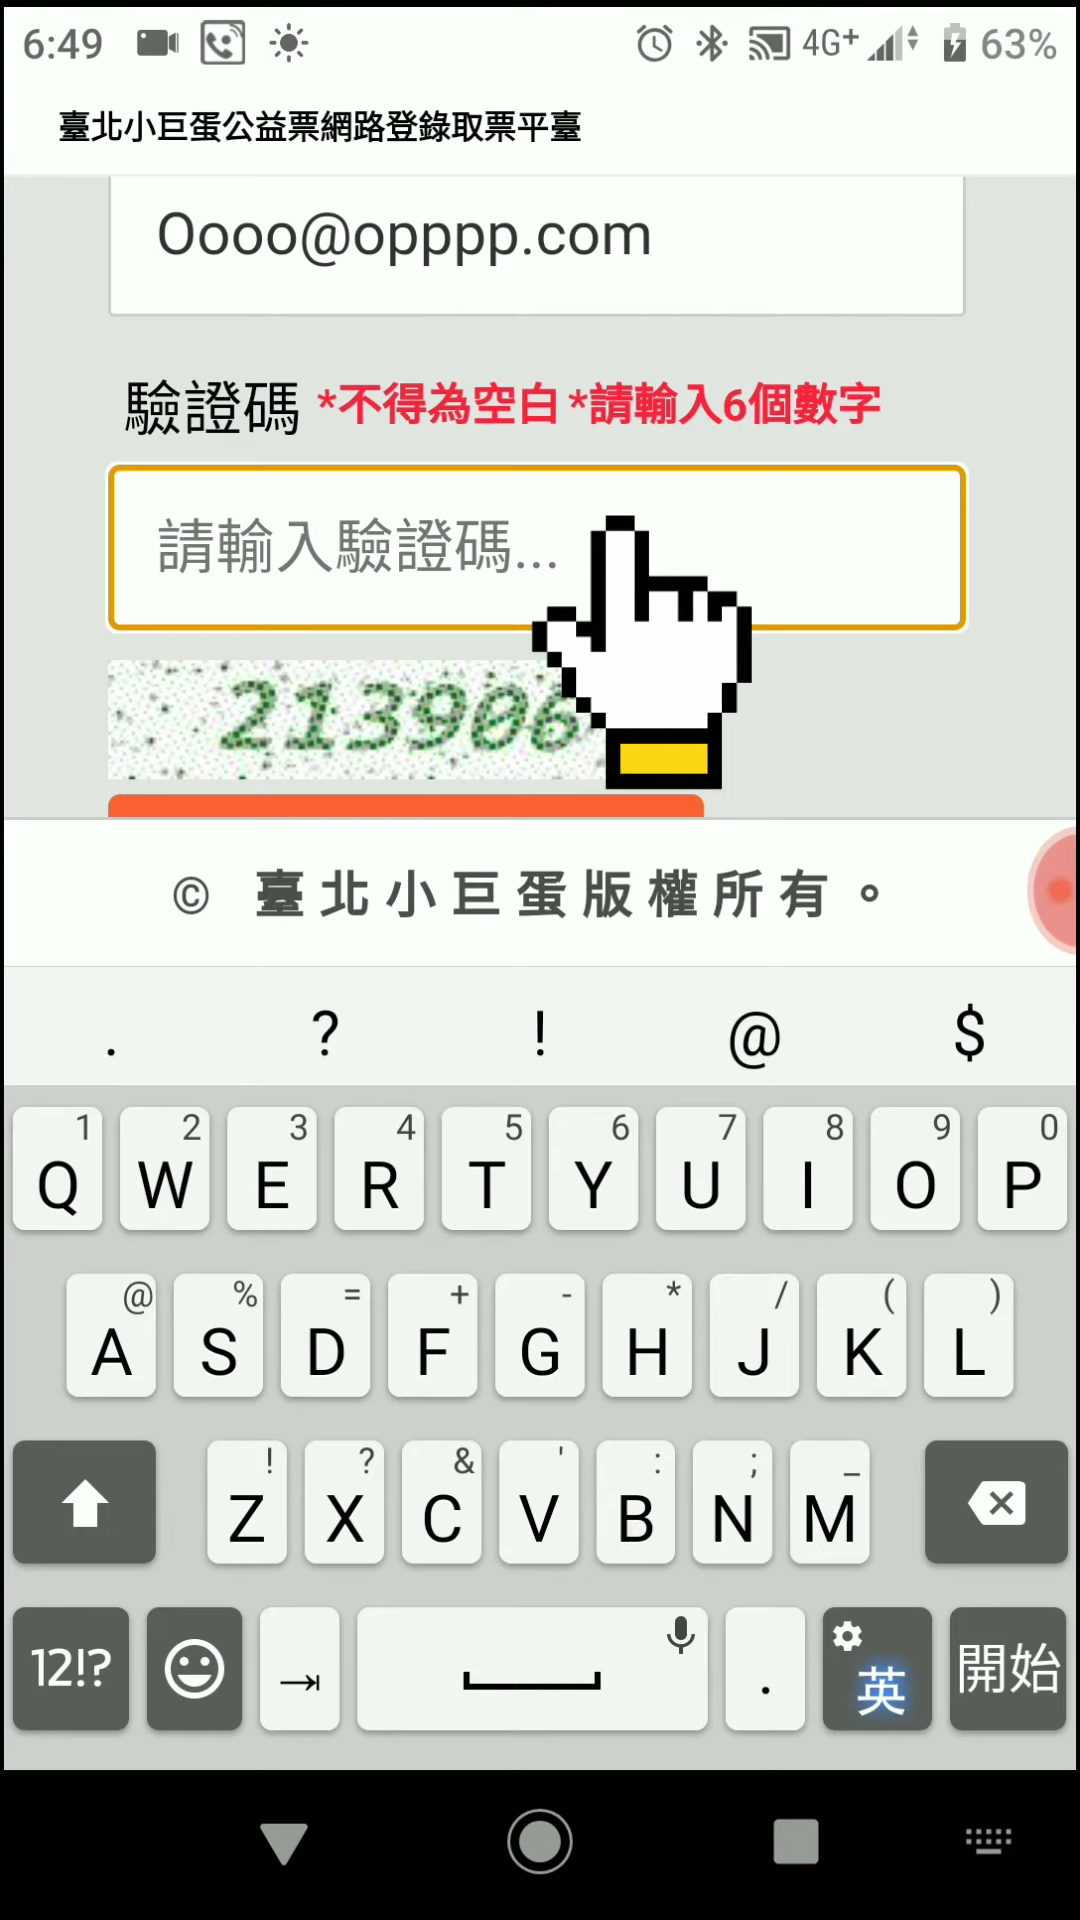 6:49 4G+ 63%
臺北小巨蛋公益票網路登錄取票平臺
Oooo@opppp.com
驗證碼 *不得為空白 *請輸入6個數字
請輸入驗證碼...
213906
© 臺北小巨蛋版權所有。
. ? ! @ $
1 2 3 4 5 6 7 8 9 0
Q W E R T Y U I O P
@ % = + - * / ( )
A S D F G H J K L
! ? & ' : ; _
Z X C V B N M
12!? . 英 開始